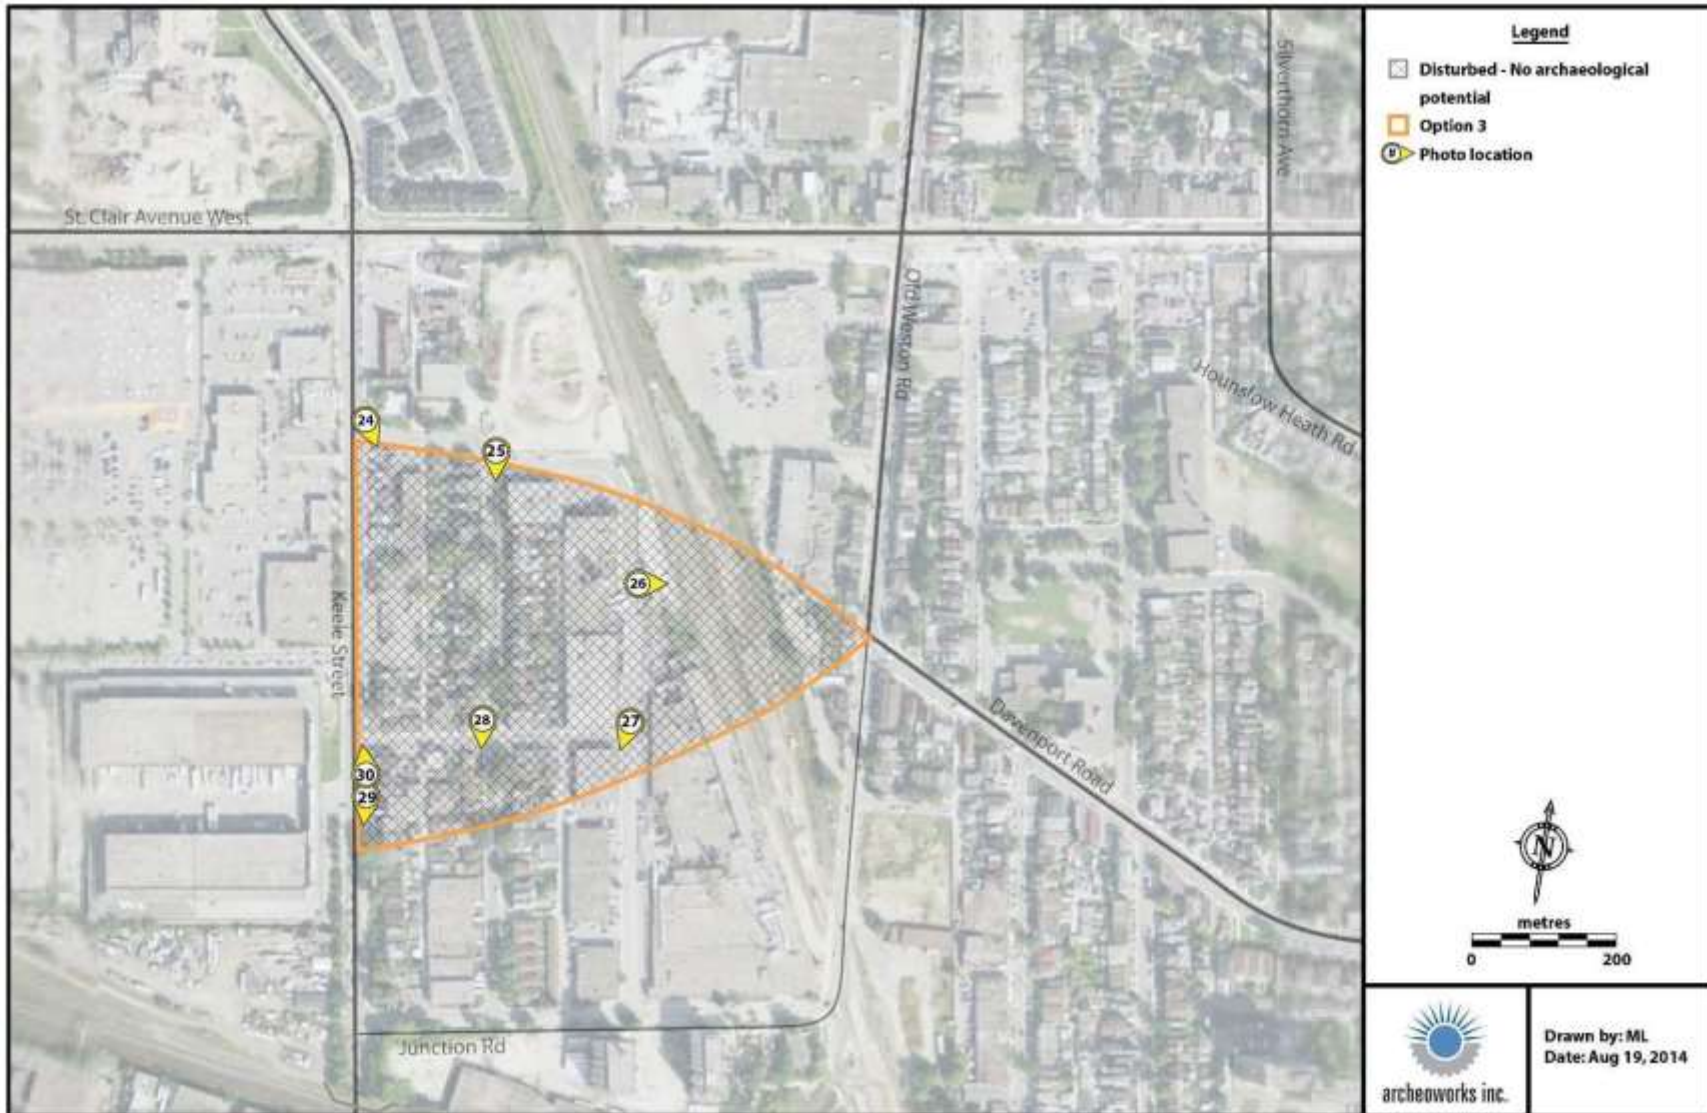 St. Clair Avenue West
Silverthorn Ave.
Old Weston Rd
Hounslow Heath Rd
24
25
26
Keele Street
28
27
30
29
Davenport Road
Junction Rd
Legend
Disturbed - No archaeological
potential
Option 3
# Photo location
N
metres
0 200
archeoworks inc.
Drawn by: ML
Date: Aug 19, 2014